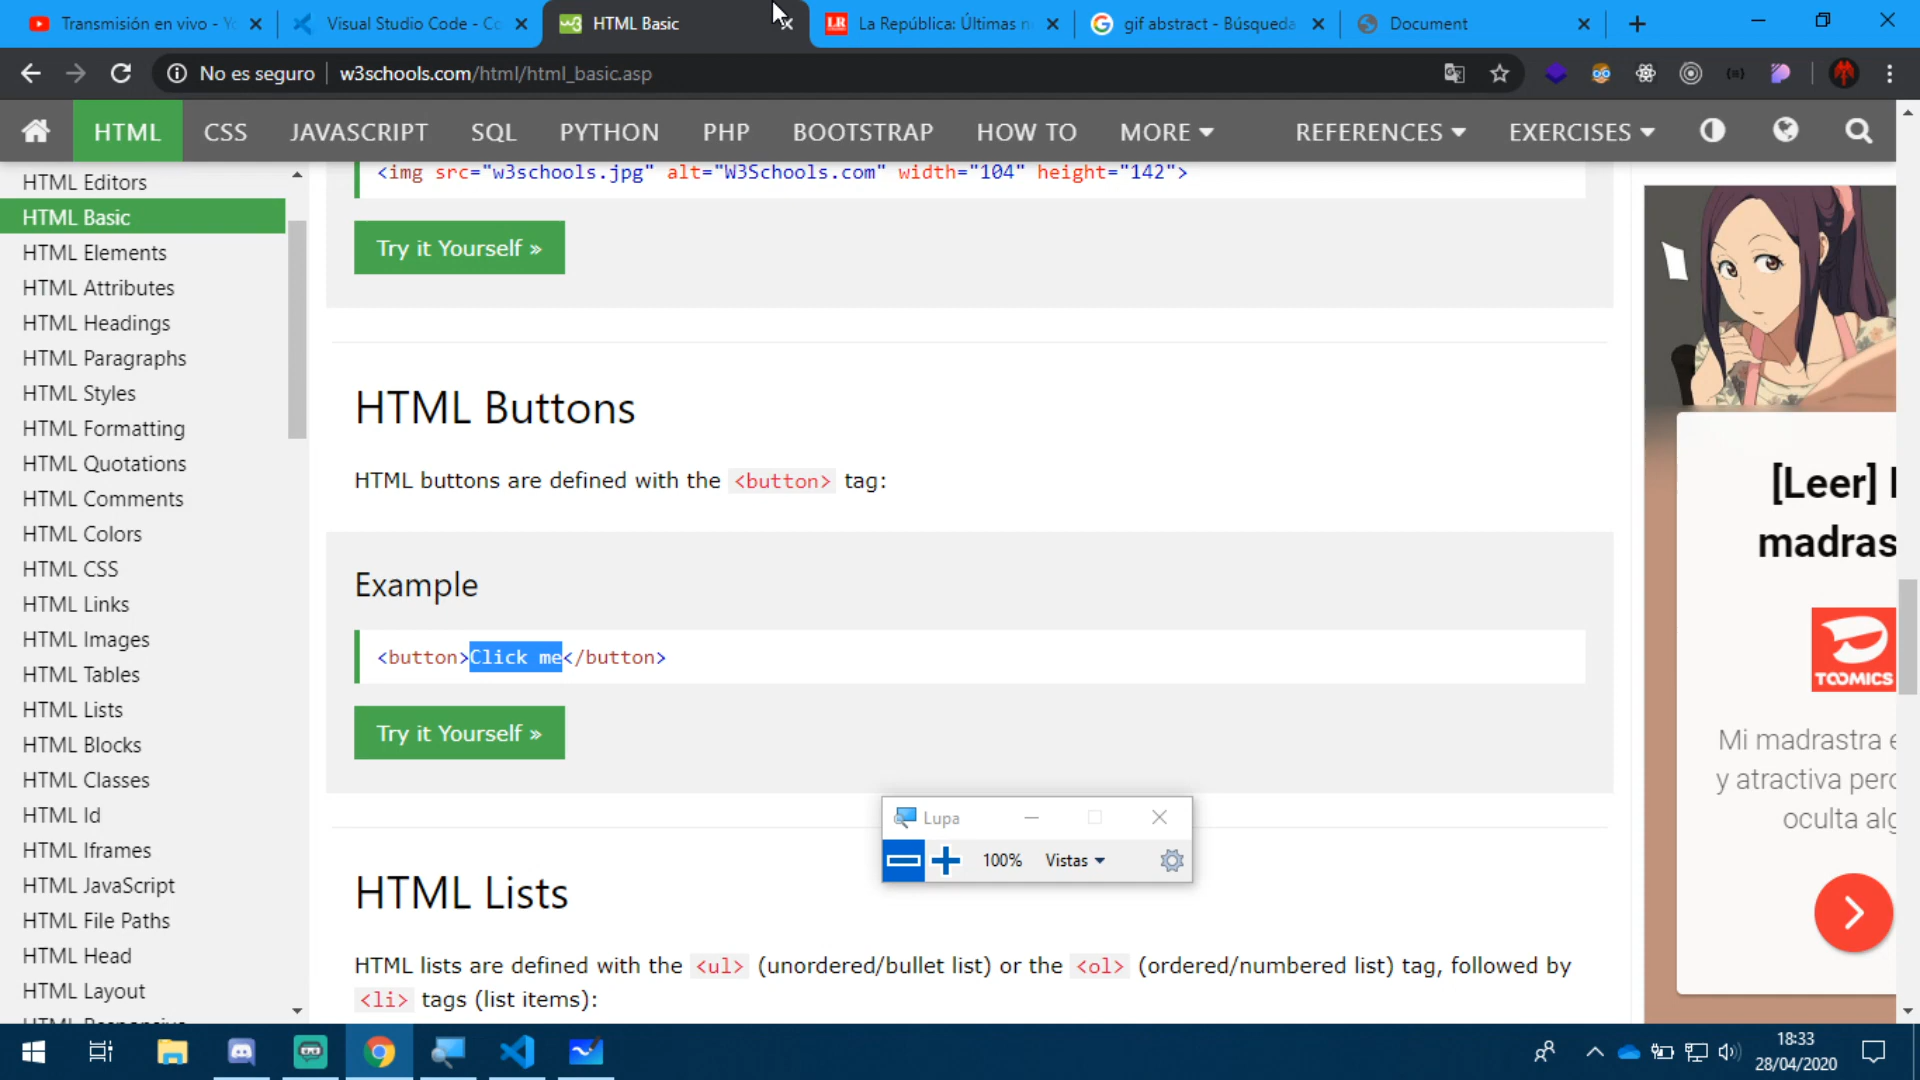 Transmisión en vivo - Yo
Visual Studio Code - Co
HTML Basic
La República: Últimas n
gif abstract - Búsqueda
Document
No es seguro
w3schools.com/html/html_basic.asp
HTML
CSS
JAVASCRIPT
SQL
PYTHON
PHP
BOOTSTRAP
HOW TO
MORE
REFERENCES
EXERCISES
HTML Editors
HTML Basic
HTML Elements
HTML Attributes
HTML Headings
HTML Paragraphs
HTML Styles
HTML Formatting
HTML Quotations
HTML Comments
HTML Colors
HTML CSS
HTML Links
HTML Images
HTML Tables
HTML Lists
HTML Blocks
HTML Classes
HTML Id
HTML Iframes
HTML JavaScript
HTML File Paths
HTML Head
HTML Layout
HTML Responsive
<img src="w3schools.jpg" alt="W3Schools.com" width="104" height="142">
Try it Yourself »
HTML Buttons
HTML buttons are defined with the <button> tag:
Example
<button>Click me</button>
Try it Yourself »
HTML Lists
HTML lists are defined with the <ul> (unordered/bullet list) or the <ol> (ordered/numbered list) tag, followed by
<li> tags (list items):
Lupa
100%
Vistas
[Leer]
madras
TOOMICS
Mi madrastra e
y atractiva perc
oculta alg
18:33
28/04/2020